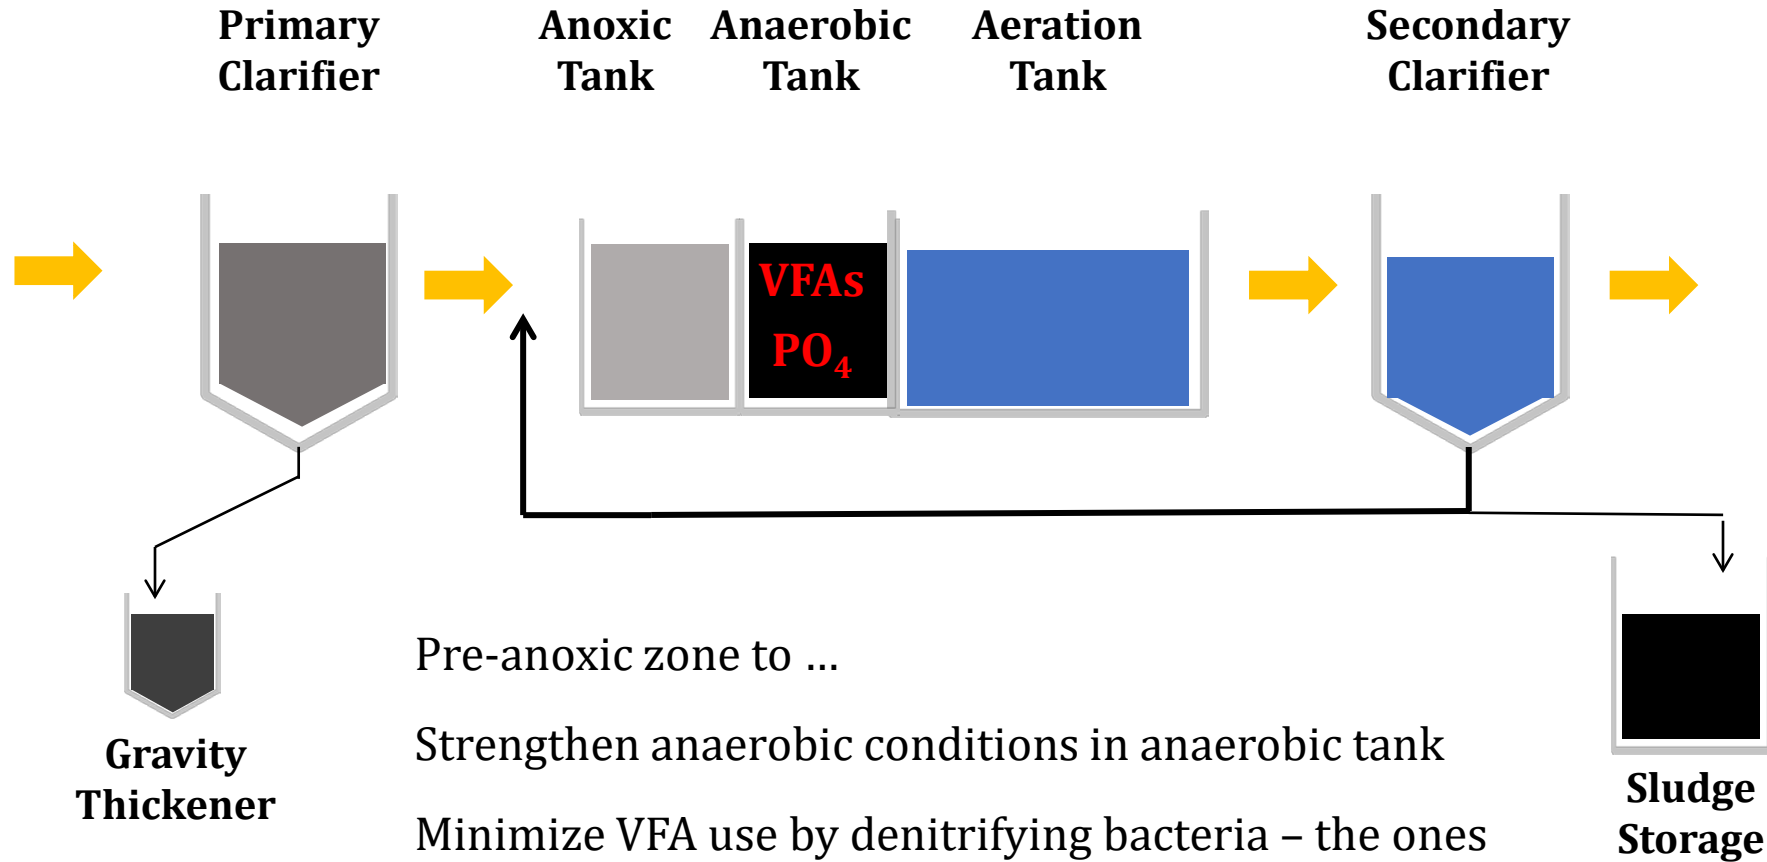 Primary
Clarifier
Anoxic
Tank
Anaerobic
Tank
Aeration
Tank
Secondary
Clarifier
VFAs
PO₄
Gravity
Thickener
Pre-anoxic zone to …
Strengthen anaerobic conditions in anaerobic tank
Minimize VFA use by denitrifying bacteria – the ones
Sludge
Storage